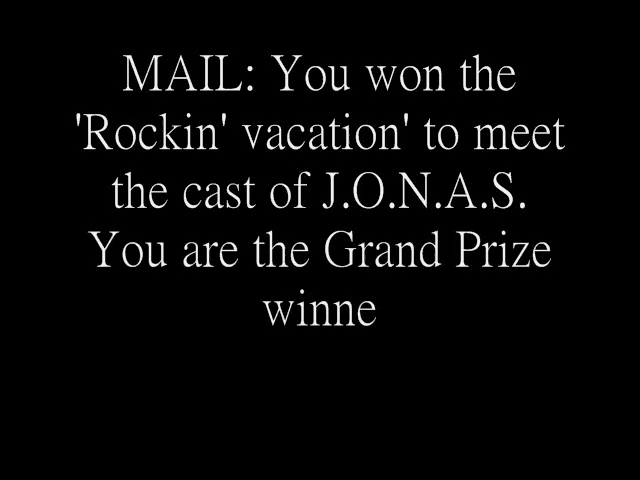 MAIL: You won the
'Rockin' vacation' to meet
the cast of J.O.N.A.S.
You are the Grand Prize
winne